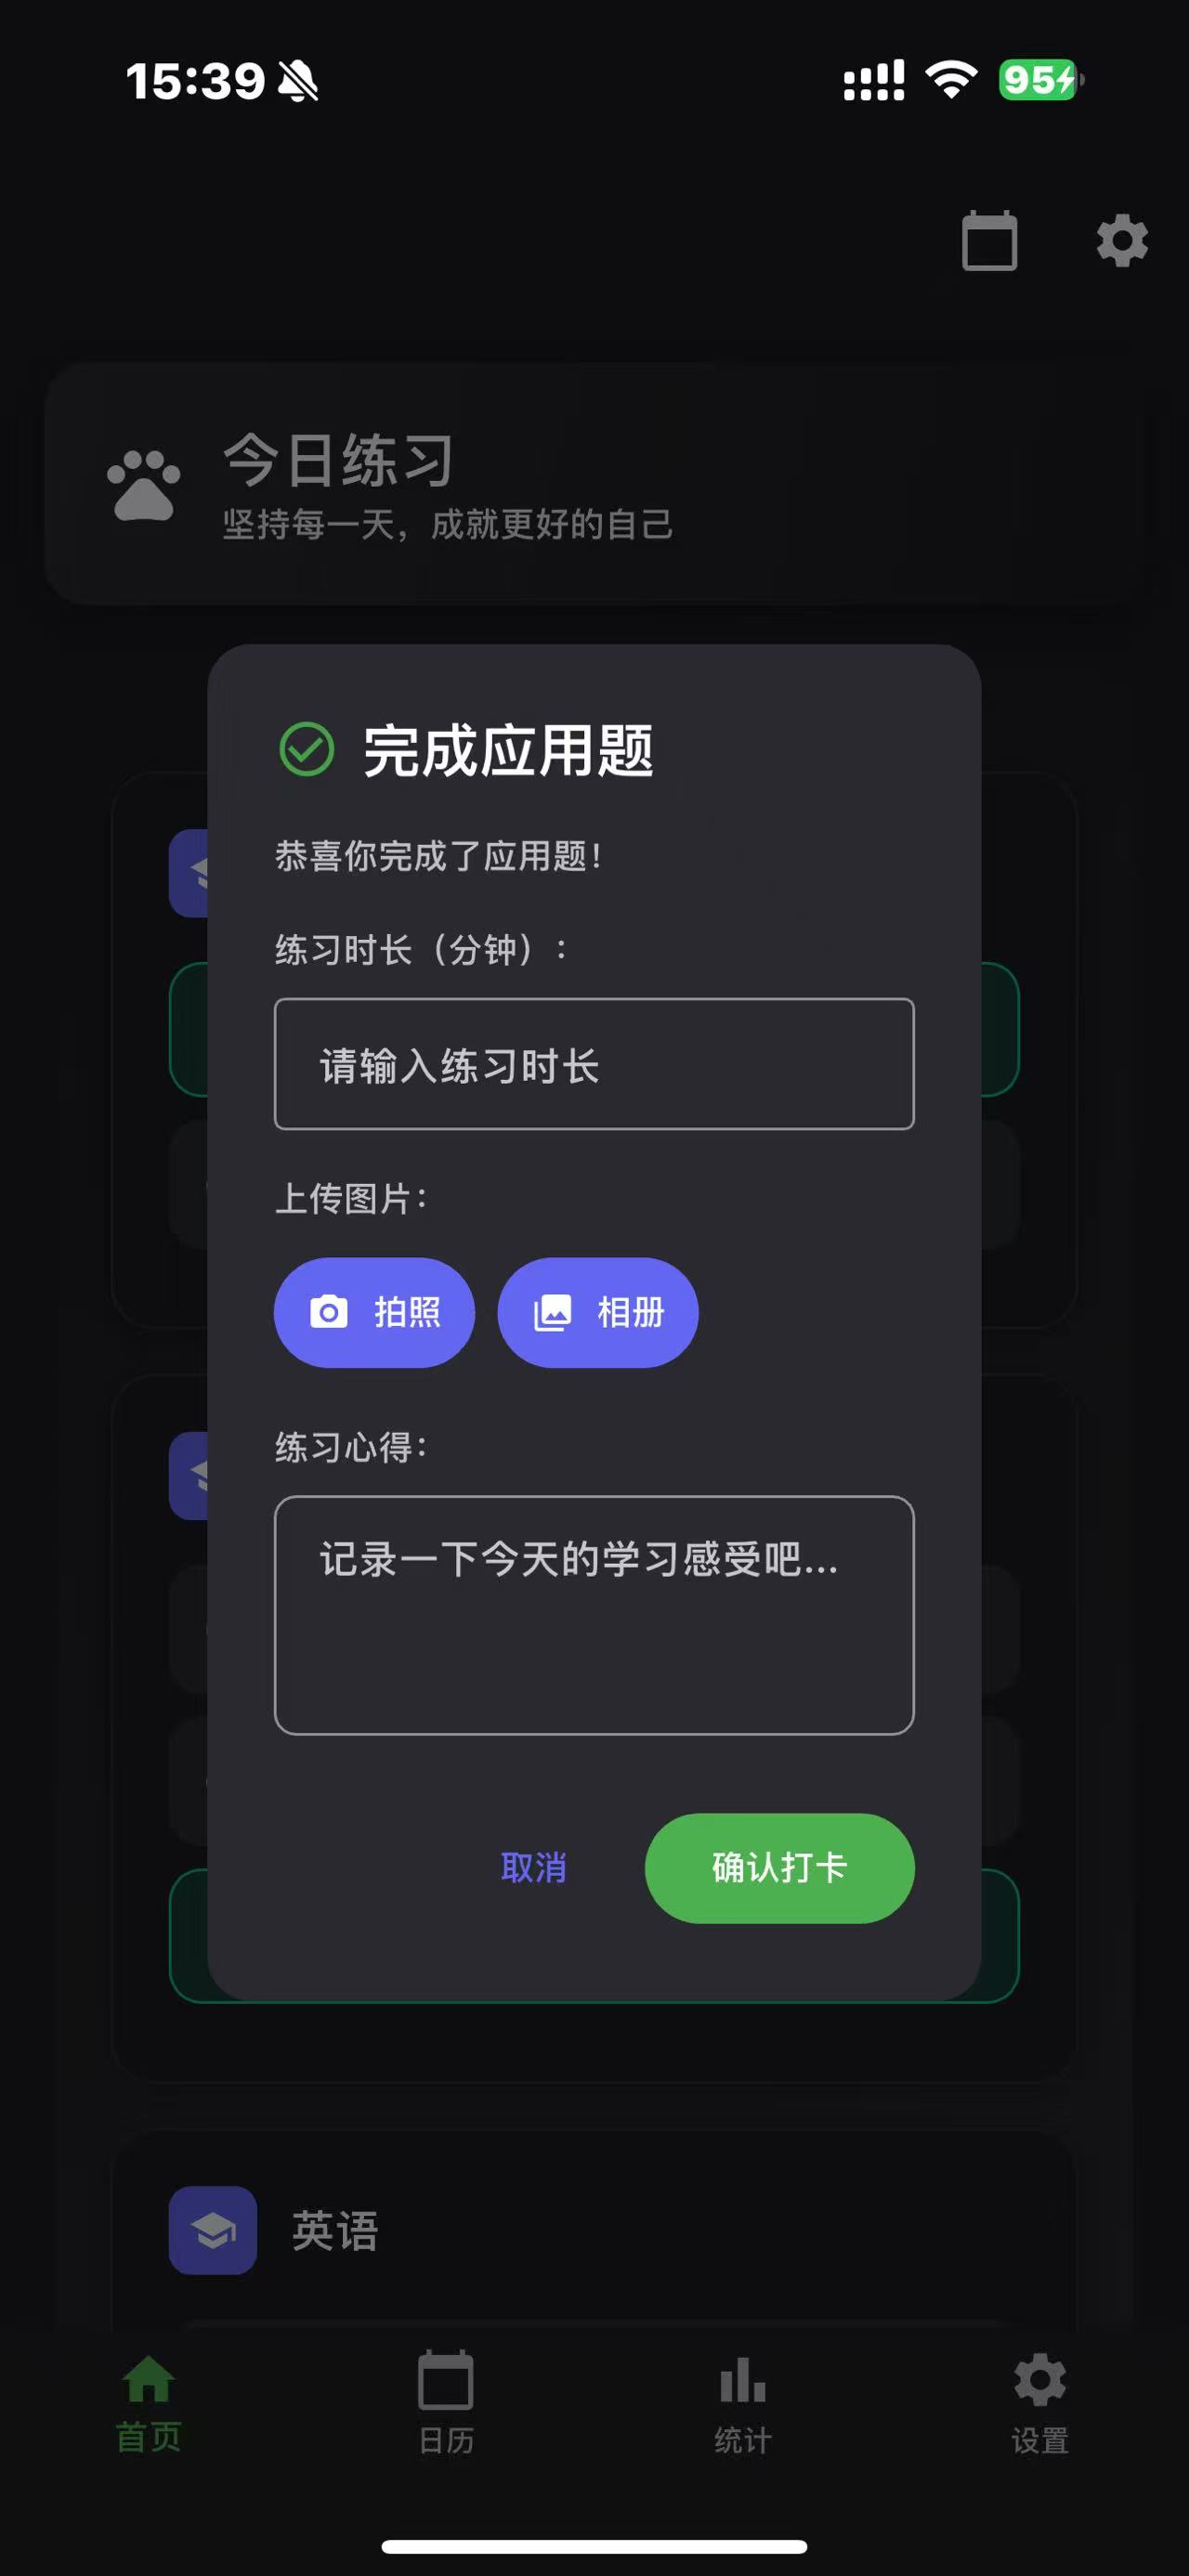 15:39
95
今日练习
坚持每一天，成就更好的自己
完成应用题
恭喜你完成了应用题！
练习时长（分钟）：
请输入练习时长
上传图片：
拍照 相册
练习心得：
记录一下今天的学习感受吧...
取消 确认打卡
英语
首页 日历 统计 设置